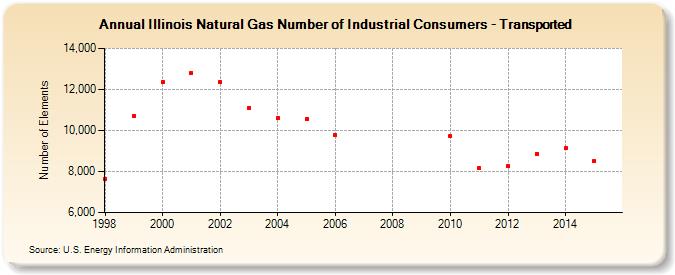 Annual Illinois Natural Gas Number of Industrial Consumers - Transported
Number of Elements
14,000
12,000
10,000
8,000
6,000
1998 2000 2002 2004 2006 2008 2010 2012 2014
Source: U.S. Energy Information Administration